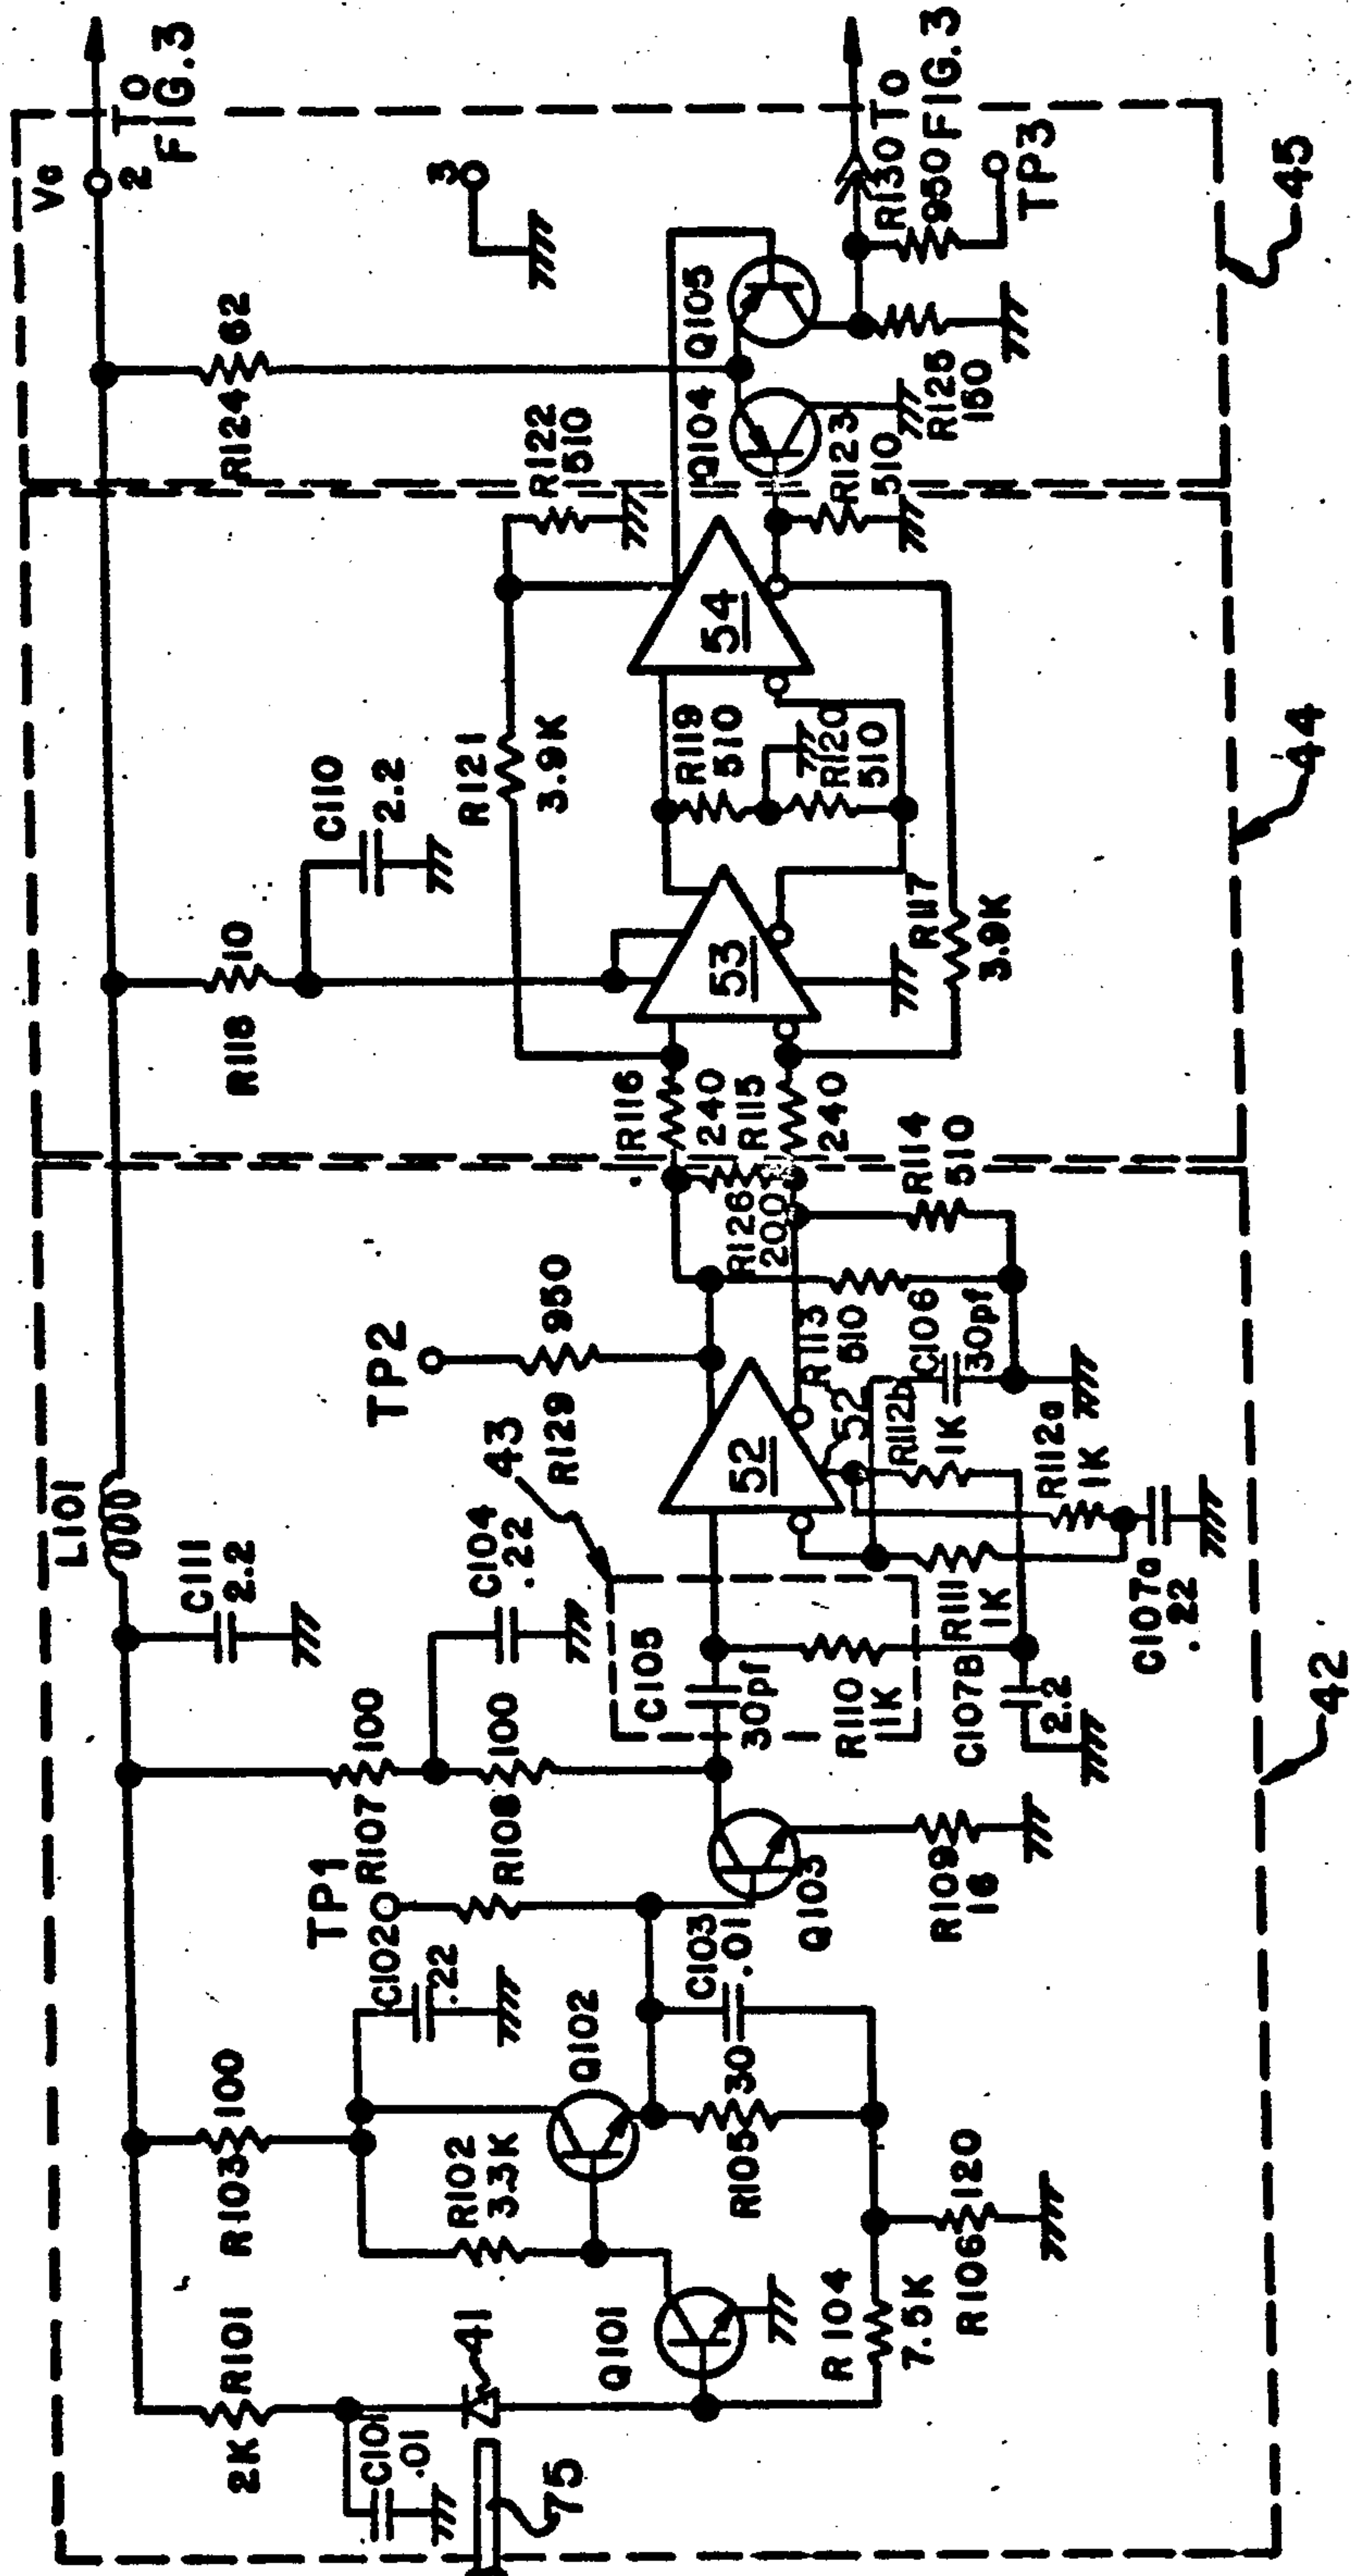 Vc
2
TO
FIG.3
3
R124
62
Q105
R130
950
TO
FIG.3
TP3
45
Q104
R125
150
R123
510
R122
510
54
R121
3.9K
R119
510
R120
510
C110
2.2
44
R118
10
53
R117
3.9K
R116
240
R115
240
R126
200
R114
510
TP2
R129
950
R113
510
C106
30pf
52
52
R112b
1K
R112a
1K
L101
C111
2.2
C104
.22
43
C105
30pf
R110
1K
R111
1K
C107B
2.2
C107a
.22
42
R107
100
R108
100
TP1
Q103
R109
16
C102
.22
C103
.01
Q102
R103
100
R102
3.3K
R105
30
R106
120
R101
2K
41
Q101
R104
7.5K
C101
.01
75